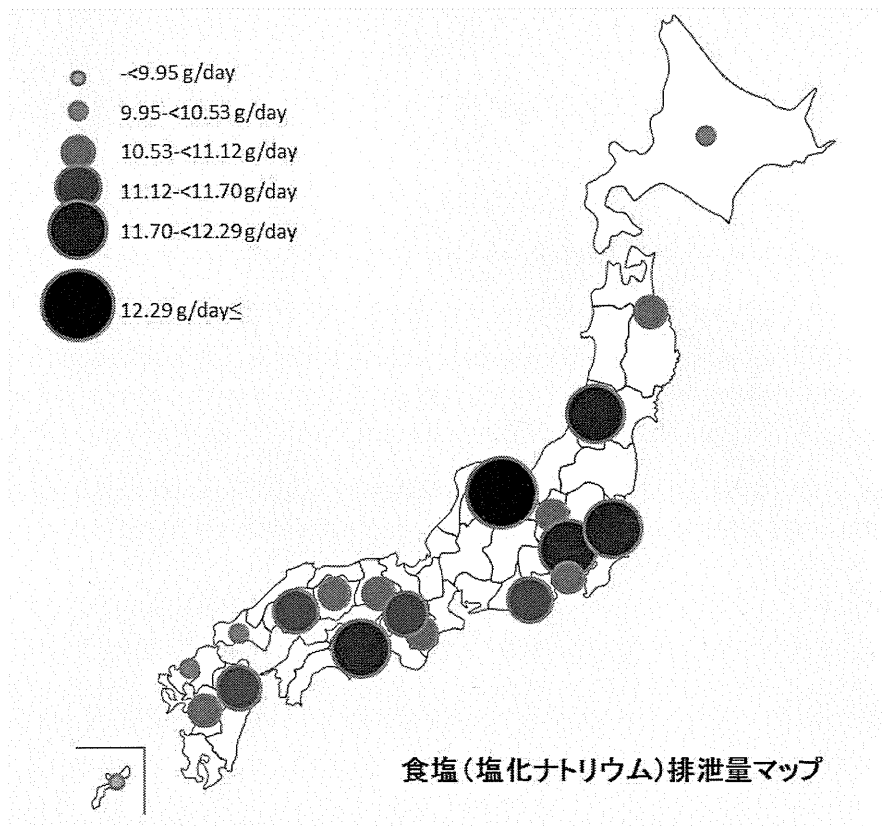 -<9.95 g/day
9.95-<10.53 g/day
10.53-<11.12 g/day
11.12-<11.70 g/day
11.70-<12.29 g/day
12.29 g/day≤
食塩(塩化ナトリウム)排泄量マップ